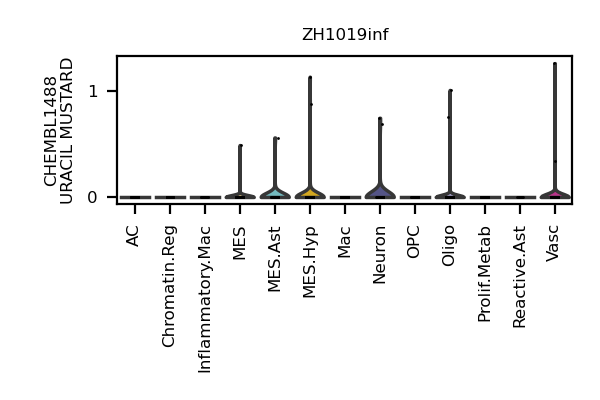 ZH1019inf
CHEMBL1488
URACIL MUSTARD
1
0
AC
Chromatin.Reg
Inflammatory.Mac
MES
MES.Ast
MES.Hyp
Mac
Neuron
OPC
Oligo
Prolif.Metab
Reactive.Ast
Vasc